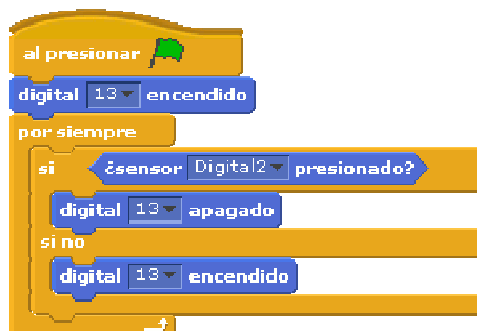 al presionar
digital 13 encendido
por siempre
si ¿sensor Digital2 presionado?
digital 13 apagado
si no
digital 13 encendido